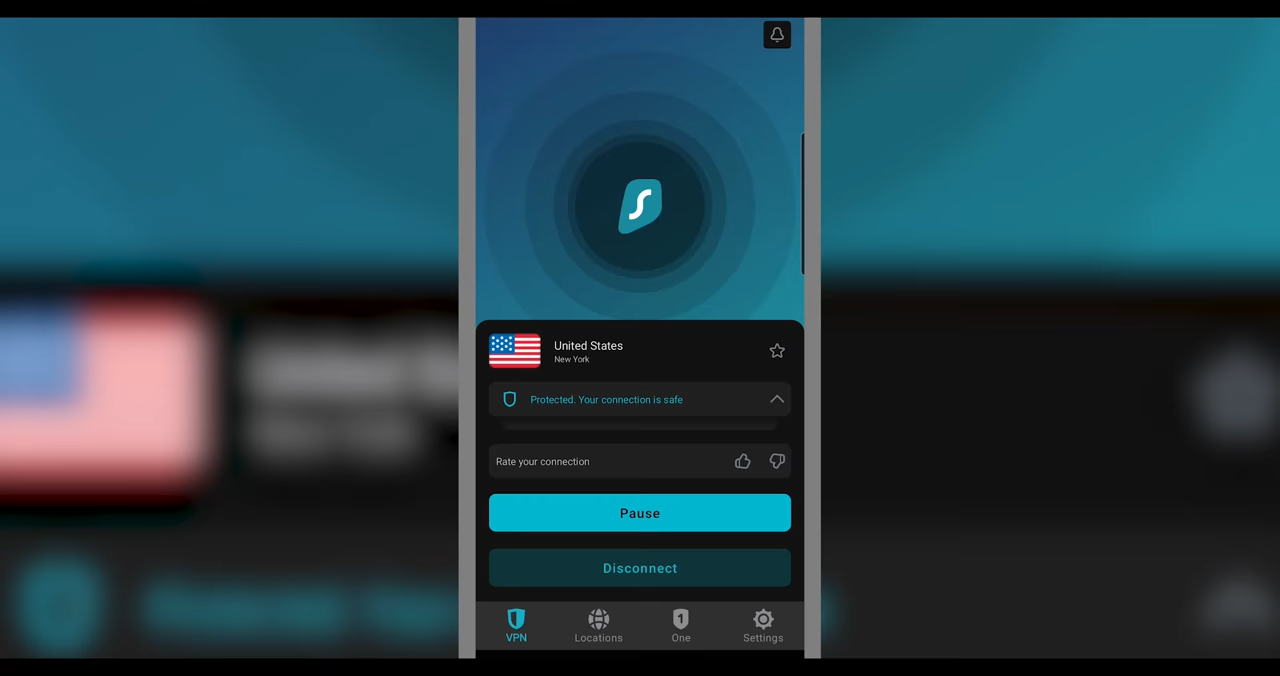 United States
New York
Protected. Your connection is safe
Rate your connection
Pause
Disconnect
1
VPN
Locations
One
Settings